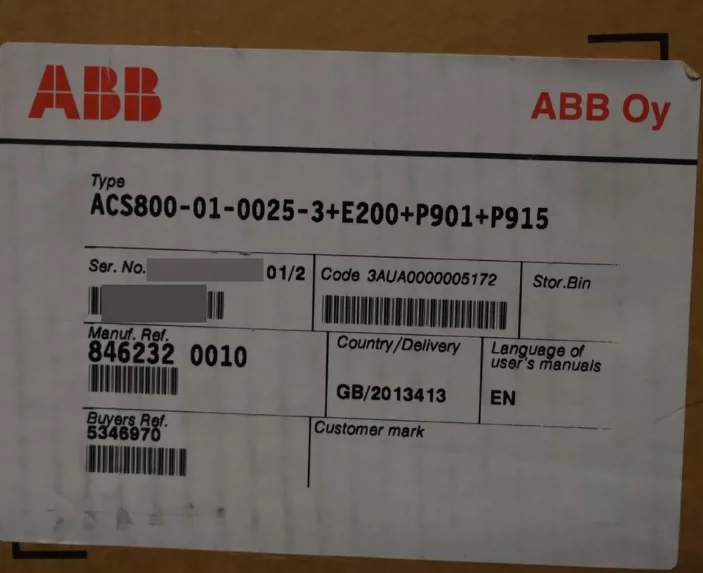 ABB
ABB Oy
Type
ACS800-01-0025-3+E200+P901+P915
Ser. No. 01/2
Code 3AUA0000005172
Stor.Bin
Manuf. Ref.
846232 0010
Country/Delivery
GB/2013413
Language of
user's manuals
EN
Buyers Ref.
5346970
Customer mark